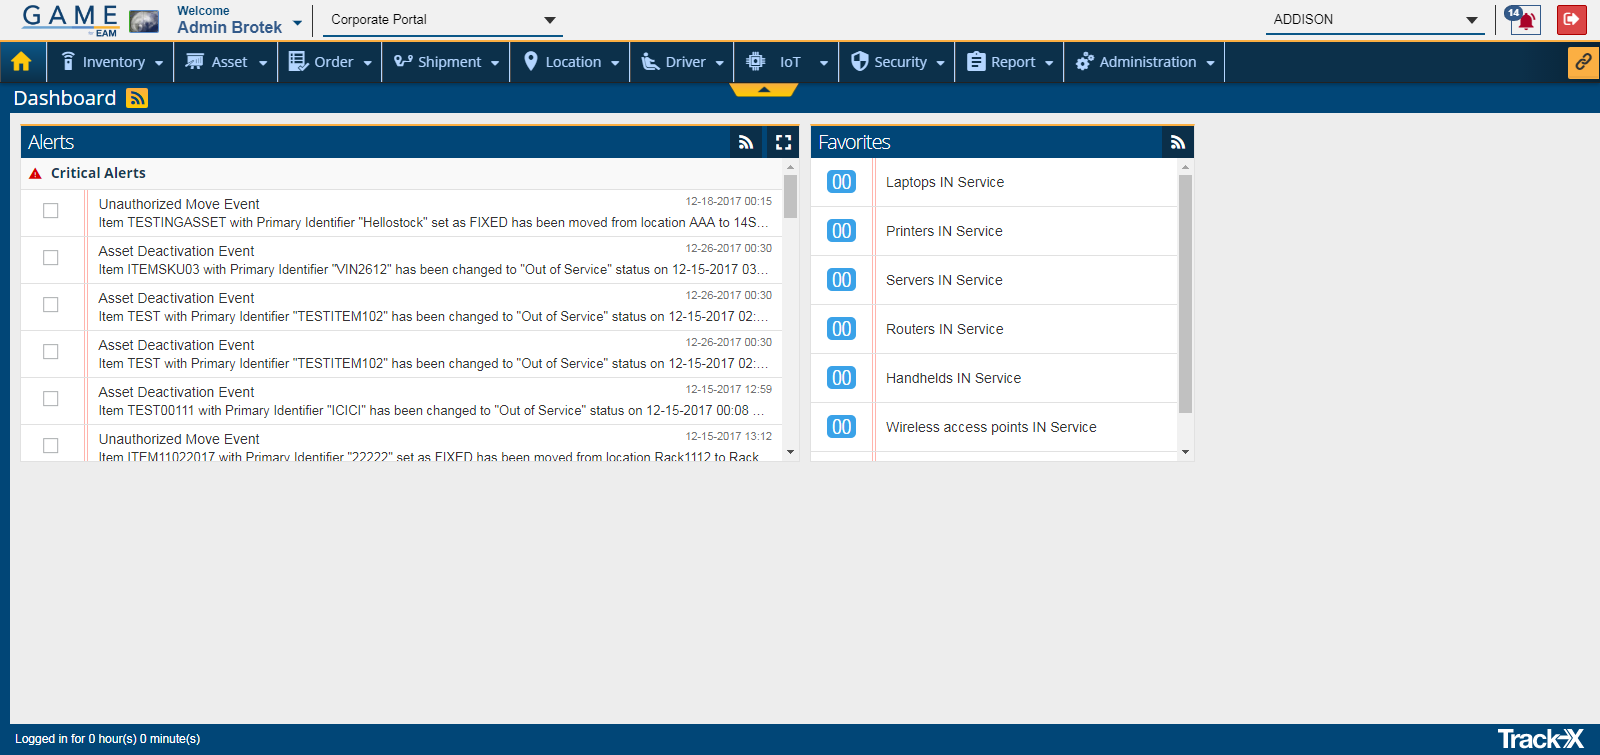 GAME
by EAM
Welcome
Admin Brotek
Corporate Portal
ADDISON
14
Inventory
Asset
Order
Shipment
Location
Driver
IoT
Security
Report
Administration
Dashboard
Alerts
Critical Alerts
Unauthorized Move Event
12-18-2017 00:15
Item TESTINGASSET with Primary Identifier "Hellostock" set as FIXED has been moved from location AAA to 14S...
Asset Deactivation Event
12-26-2017 00:30
Item ITEMSKU03 with Primary Identifier "VIN2612" has been changed to "Out of Service" status on 12-15-2017 03...
Asset Deactivation Event
12-26-2017 00:30
Item TEST with Primary Identifier "TESTITEM102" has been changed to "Out of Service" status on 12-15-2017 02:...
Asset Deactivation Event
12-26-2017 00:30
Item TEST with Primary Identifier "TESTITEM102" has been changed to "Out of Service" status on 12-15-2017 02:...
Asset Deactivation Event
12-15-2017 12:59
Item TEST00111 with Primary Identifier "ICICI" has been changed to "Out of Service" status on 12-15-2017 00:08 ...
Unauthorized Move Event
12-15-2017 13:12
Item ITEM11022017 with Primary Identifier "22222" set as FIXED has been moved from location Rack1112 to Rack
Favorites
00 Laptops IN Service
00 Printers IN Service
00 Servers IN Service
00 Routers IN Service
00 Handhelds IN Service
00 Wireless access points IN Service
Logged in for 0 hour(s) 0 minute(s)
Track-X